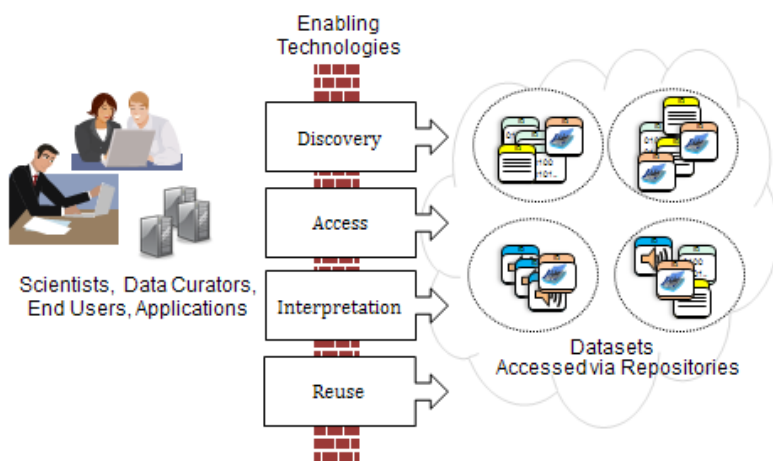 Enabling
Technologies
Discovery
Access
Interpretation
Reuse
Scientists, Data Curators,
End Users, Applications
Datasets
Accessed via Repositories